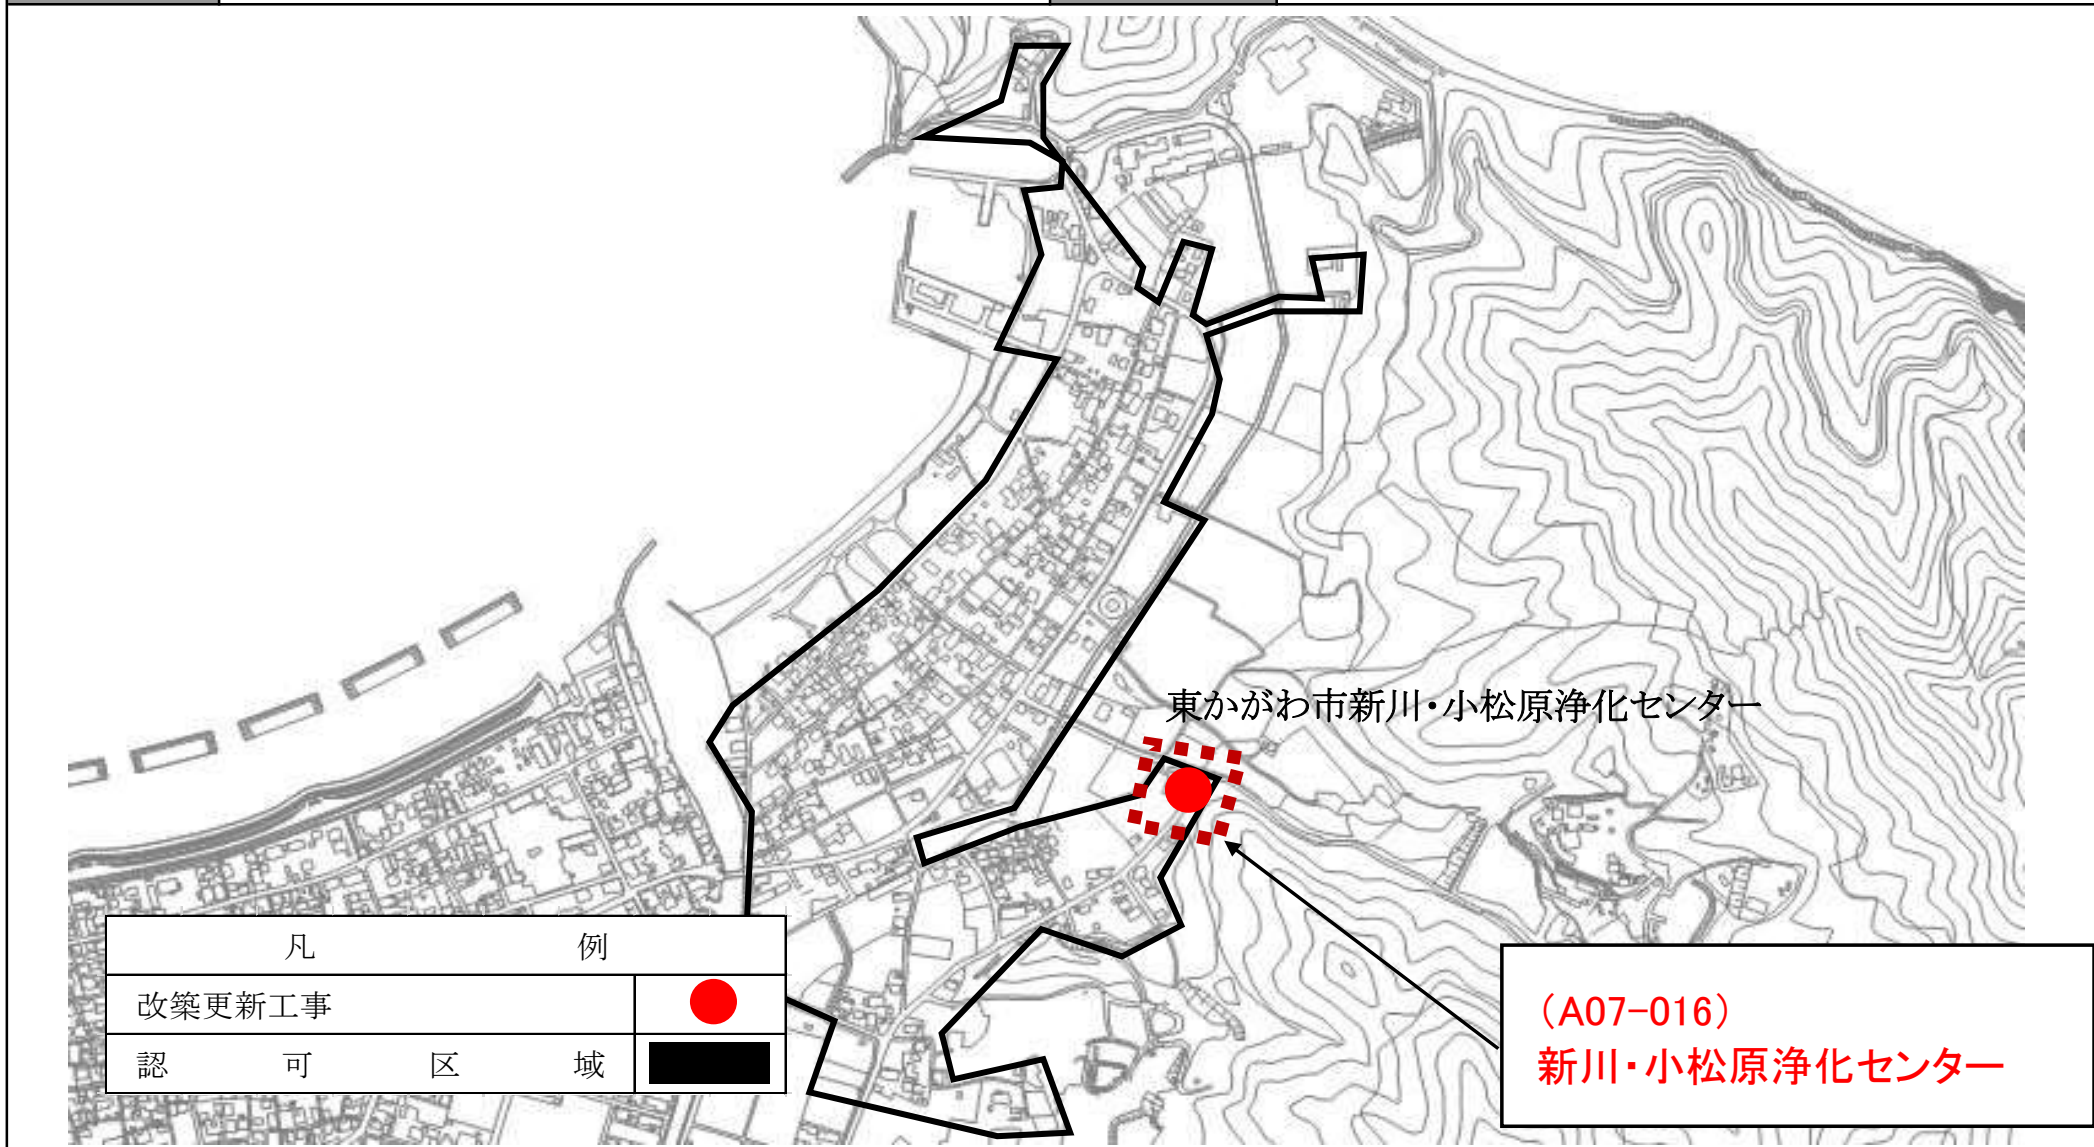 東かがわ市新川・小松原浄化センター
凡例
改築更新工事
認可区域
(A07-016)
新川・小松原浄化センター